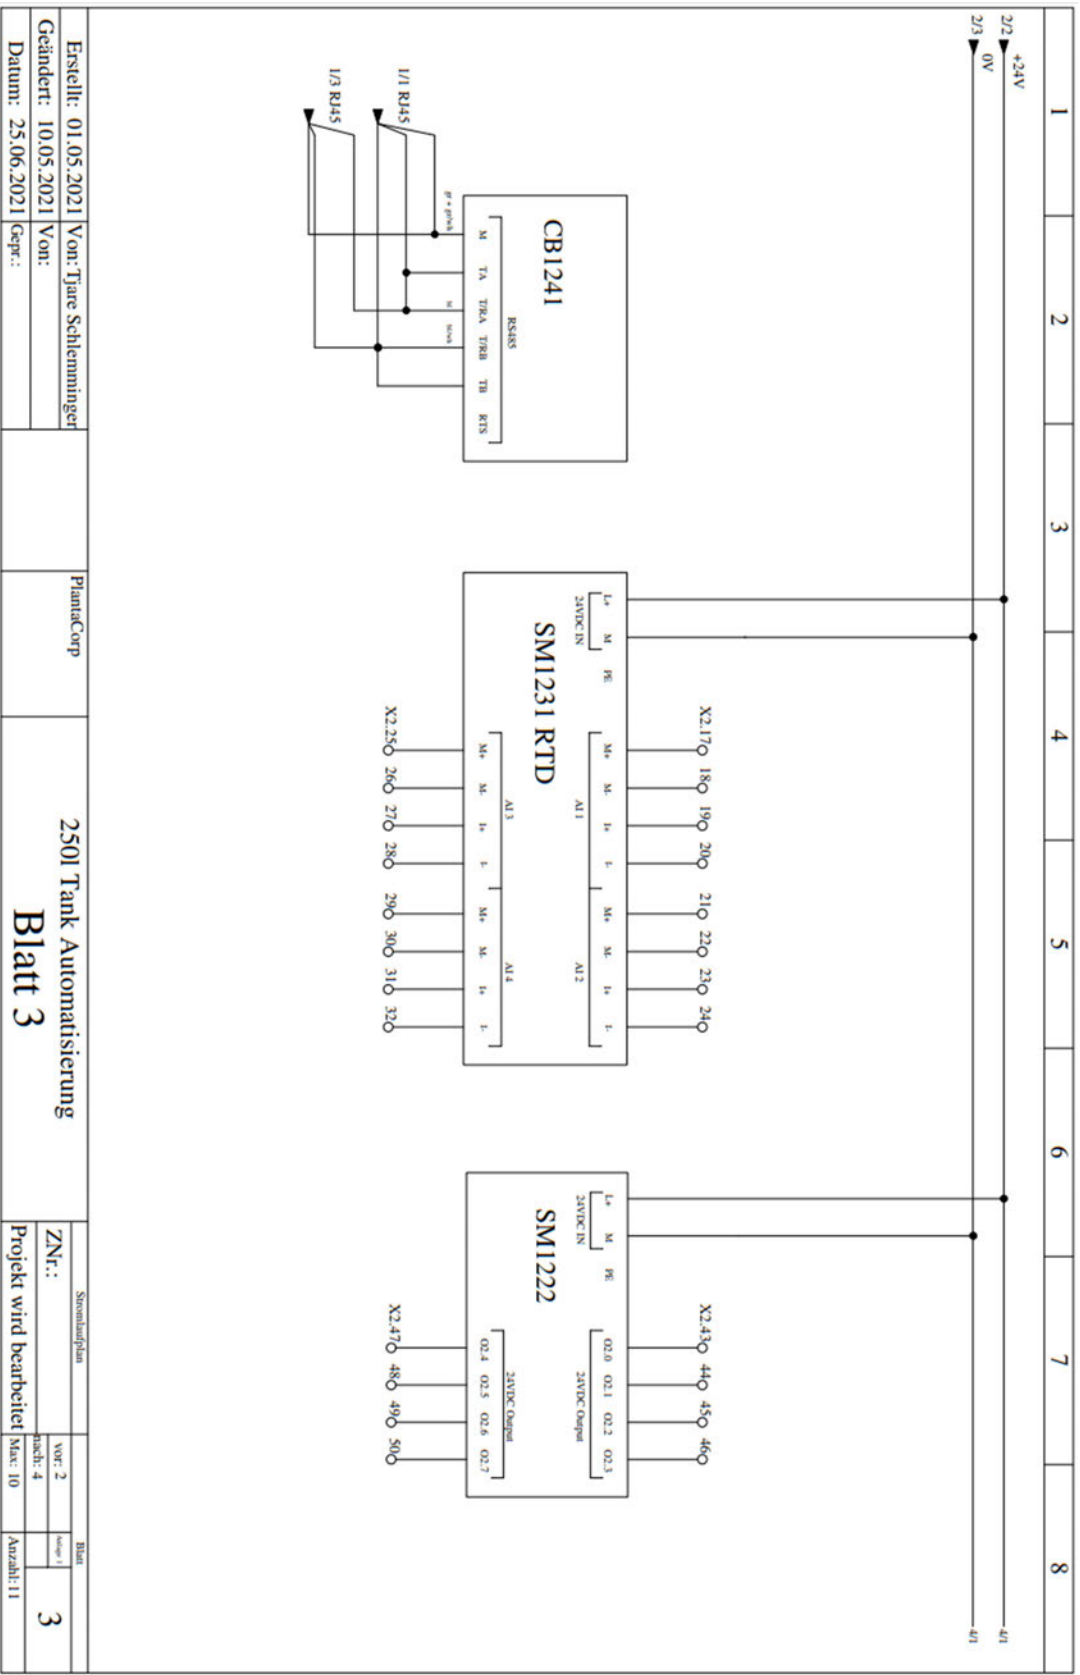 1 2 3 4 5 6 7 8
2/2 +24V 4/1
2/3 0V 4/1
X2.17 18 19 20 21 22 23 24
X2.43 44 45 46
L+ M PE M+ M- I+ I- M+ M- I+ I-
24VDC IN AI 1 AI 2
L+ M PE O2.0 O2.1 O2.2 O2.3
24VDC IN 24VDC Output
CB1241
SM1231 RTD
SM1222
RS485
M TA T/RA T/RB TB RTS
AI 3 AI 4
M+ M- I+ I- M+ M- I+ I-
24VDC Output
O2.4 O2.5 O2.6 O2.7
1/1 RJ45
1/3 RJ45
X2.25 26 27 28 29 30 31 32
X2.47 48 49 50
Erstellt: 01.05.2021 Von: Tjare Schlemminger
Geändert: 10.05.2021 Von:
Datum: 25.06.2021 Gepr.:
PlantaCorp
250l Tank Automatisierung
Blatt 3
Stromlaufplan
ZNr.:
Projekt wird bearbeitet
Blatt
vor: 2 Anlage 1
nach: 4 3
Max: 10 Anzahl:11